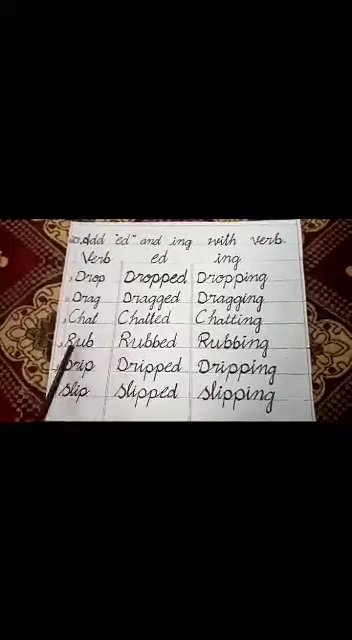 Add "ed" and ing with verb.
Verb ed ing
Drop Dropped Dropping
Drag Dragged Dragging
Chat Chatted Chatting
Rub Rubbed Rubbing
Drip Dripped Dripping
Slip Slipped Slipping